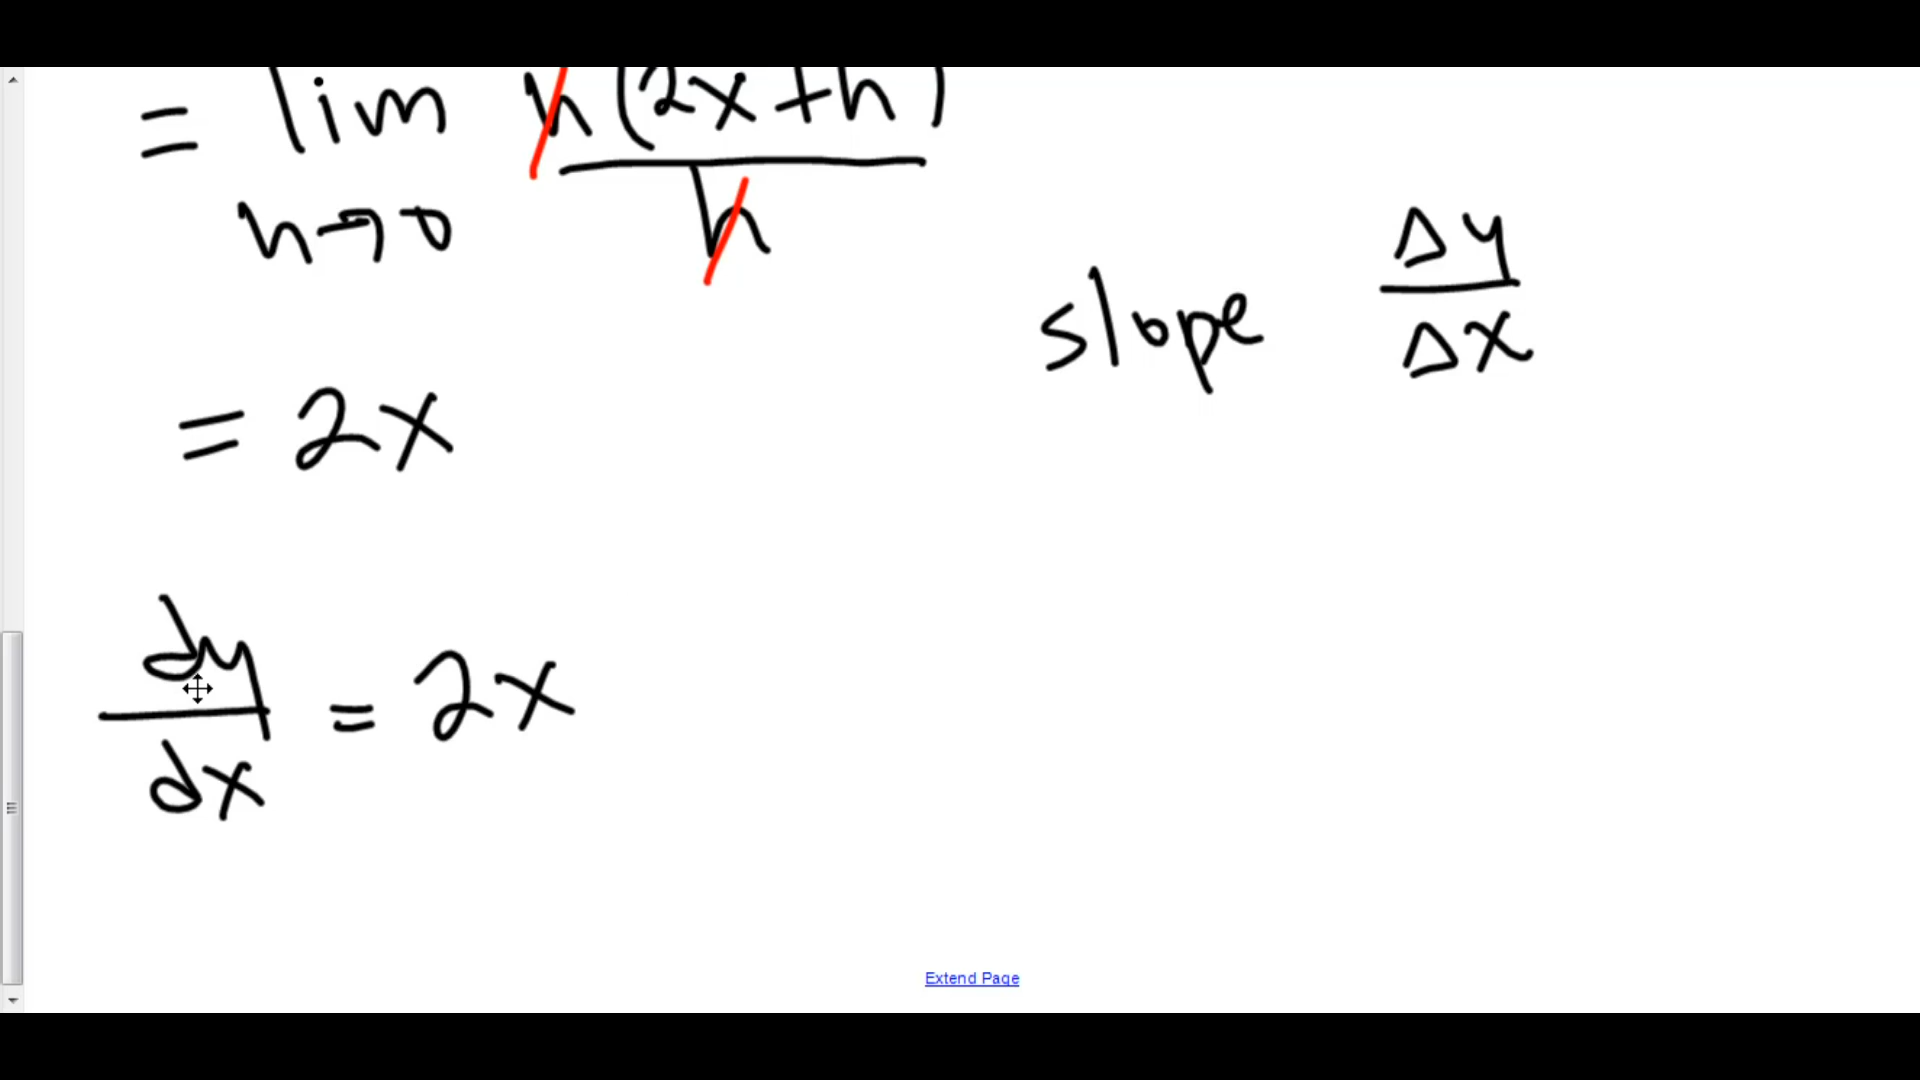 = lim h(2x+h)
h→0 h
slope Δy
Δx
= 2x
dy
dx = 2x
Extend Page